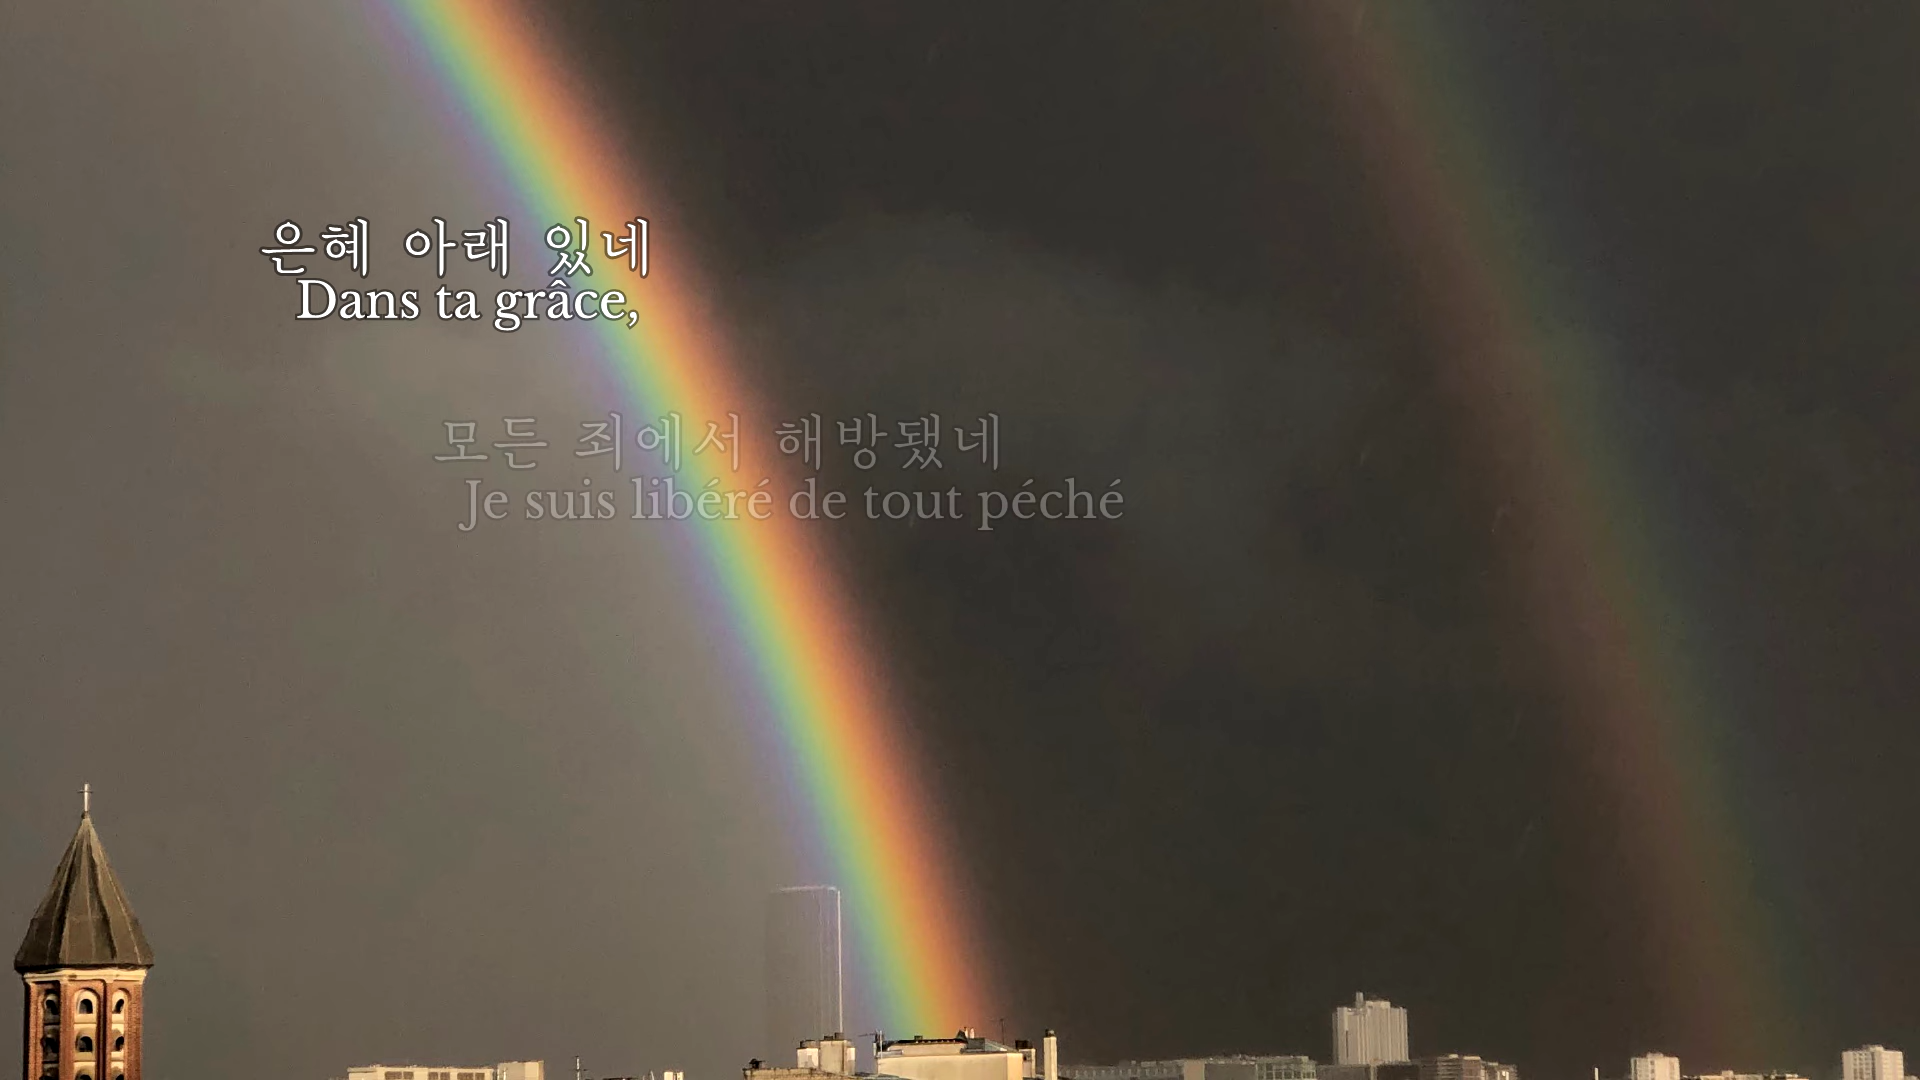 은혜 아래 있네
Dans ta grâce,
모든 죄에서 해방됐네
Je suis libéré de tout péché